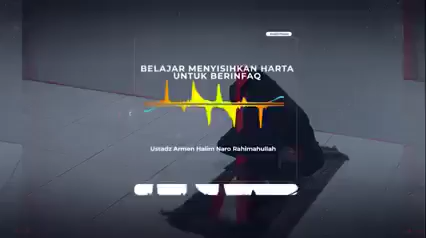 BELAJAR MENYISIHKAN HARTA
UNTUK BERINFAQ
Ustadz Armen Halim Naro Rahimahullah